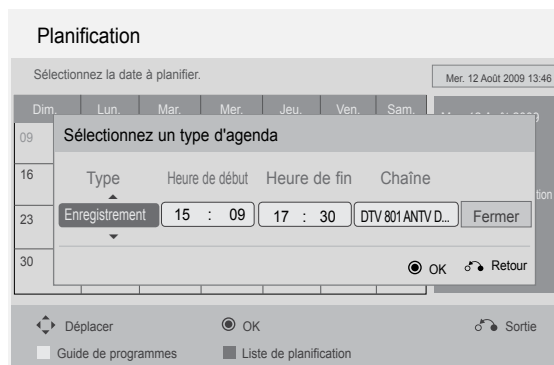 Planification
Sélectionnez la date à planifier.
Mer. 12 Août 2009 13:46
Dim. Lun. Mar. Mer. Jeu. Ven. Sam.
09
Sélectionnez un type d'agenda
16
Type Heure de début Heure de fin Chaîne
23
Enregistrement 15 : 09 17 : 30 DTV 801 ANTV D... Fermer
30
OK Retour
Déplacer OK Sortie
Guide de programmes Liste de planification